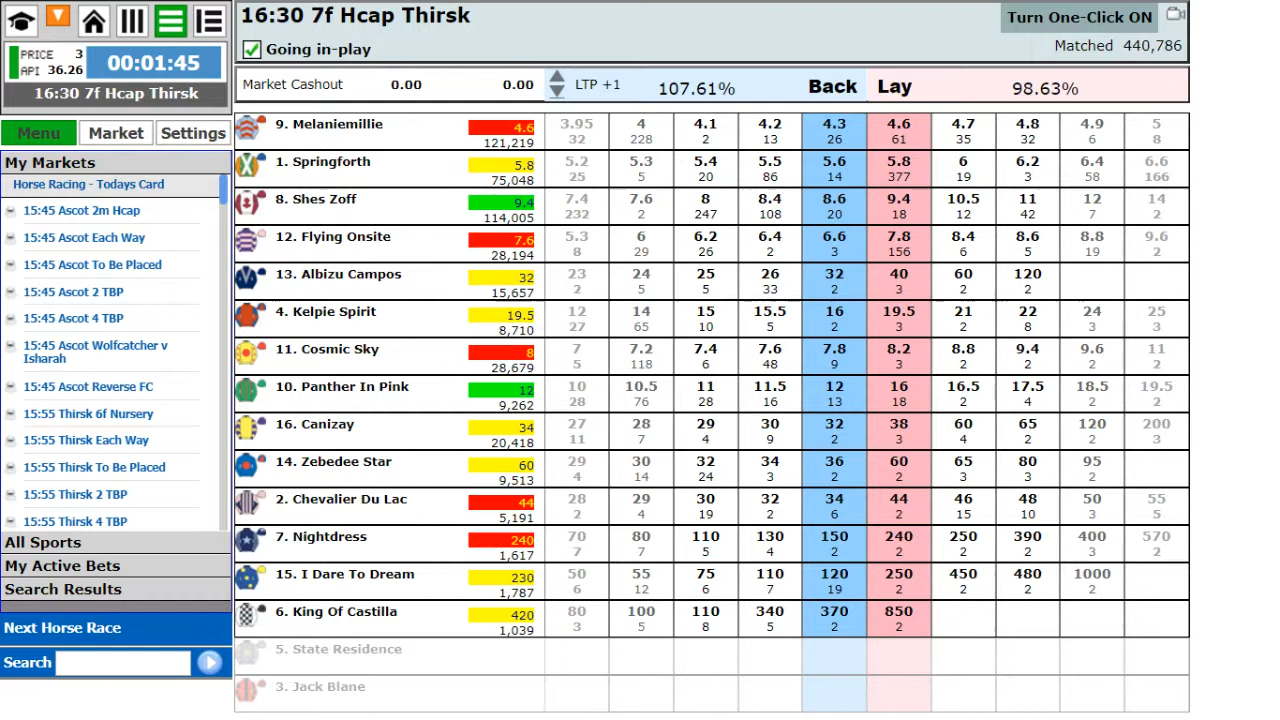 16:30 7f Hcap Thirsk
Turn One-Click ON
Going in-play
Matched 440,786
PRICE 3
API 36.26
00:01:45
16:30 7f Hcap Thirsk
Market Cashout 0.00 0.00 LTP +1 107.61% Back Lay 98.63%
Menu Market Settings
My Markets
Horse Racing - Todays Card
15:45 Ascot 2m Hcap
15:45 Ascot Each Way
15:45 Ascot To Be Placed
15:45 Ascot 2 TBP
15:45 Ascot 4 TBP
15:45 Ascot Wolfcatcher v
Isharah
15:45 Ascot Reverse FC
15:55 Thirsk 6f Nursery
15:55 Thirsk Each Way
15:55 Thirsk To Be Placed
15:55 Thirsk 2 TBP
15:55 Thirsk 4 TBP
All Sports
My Active Bets
Search Results
Next Horse Race
Search
9. Melaniemillie 4.6 3.95 4 4.1 4.2 4.3 4.6 4.7 4.8 4.9 5
121,219 32 228 2 13 26 61 35 32 6 8
1. Springforth 5.8 5.2 5.3 5.4 5.5 5.6 5.8 6 6.2 6.4 6.6
75,048 25 5 20 86 14 377 19 3 58 166
8. Shes Zoff 9.4 7.4 7.6 8 8.4 8.6 9.4 10.5 11 12 14
114,005 232 2 247 108 20 18 12 42 7 2
12. Flying Onsite 7.6 5.3 6 6.2 6.4 6.6 7.8 8.4 8.6 8.8 9.6
28,194 8 29 26 2 3 156 6 5 19 2
13. Albizu Campos 32 23 24 25 26 32 40 60 120
15,657 2 5 5 33 2 3 2 2
4. Kelpie Spirit 19.5 12 14 15 15.5 16 19.5 21 22 24 25
8,710 27 65 10 5 2 3 2 8 3 3
11. Cosmic Sky 8 7 7.2 7.4 7.6 7.8 8.2 8.8 9.4 9.6 11
28,679 5 118 6 48 9 3 2 2 2 2
10. Panther In Pink 12 10 10.5 11 11.5 12 16 16.5 17.5 18.5 19.5
9,262 28 76 28 16 13 18 2 4 2 2
16. Canizay 34 27 28 29 30 32 38 60 65 120 200
20,418 11 7 4 9 2 3 4 2 2 3
14. Zebedee Star 60 29 30 32 34 36 60 65 80 95
9,513 4 14 24 3 2 2 3 3 2
2. Chevalier Du Lac 44 28 29 30 32 34 44 46 48 50 55
5,191 2 4 19 2 6 2 15 10 3 5
7. Nightdress 240 70 80 110 130 150 240 250 390 400 570
1,617 7 7 5 4 2 2 2 2 3 2
15. I Dare To Dream 230 50 55 75 110 120 250 450 480 1000
1,787 6 12 6 7 19 2 2 2 2
6. King Of Castilla 420 80 100 110 340 370 850
1,039 3 5 8 5 2 2
5. State Residence
3. Jack Blane